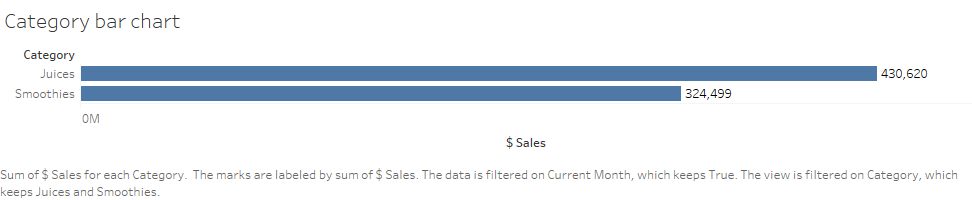 Category bar chart
Category
Juices 430,620
Smoothies 324,499
0M
$ Sales
Sum of $ Sales for each Category.  The marks are labeled by sum of $ Sales. The data is filtered on Current Month, which keeps True. The view is filtered on Category, which
keeps Juices and Smoothies.